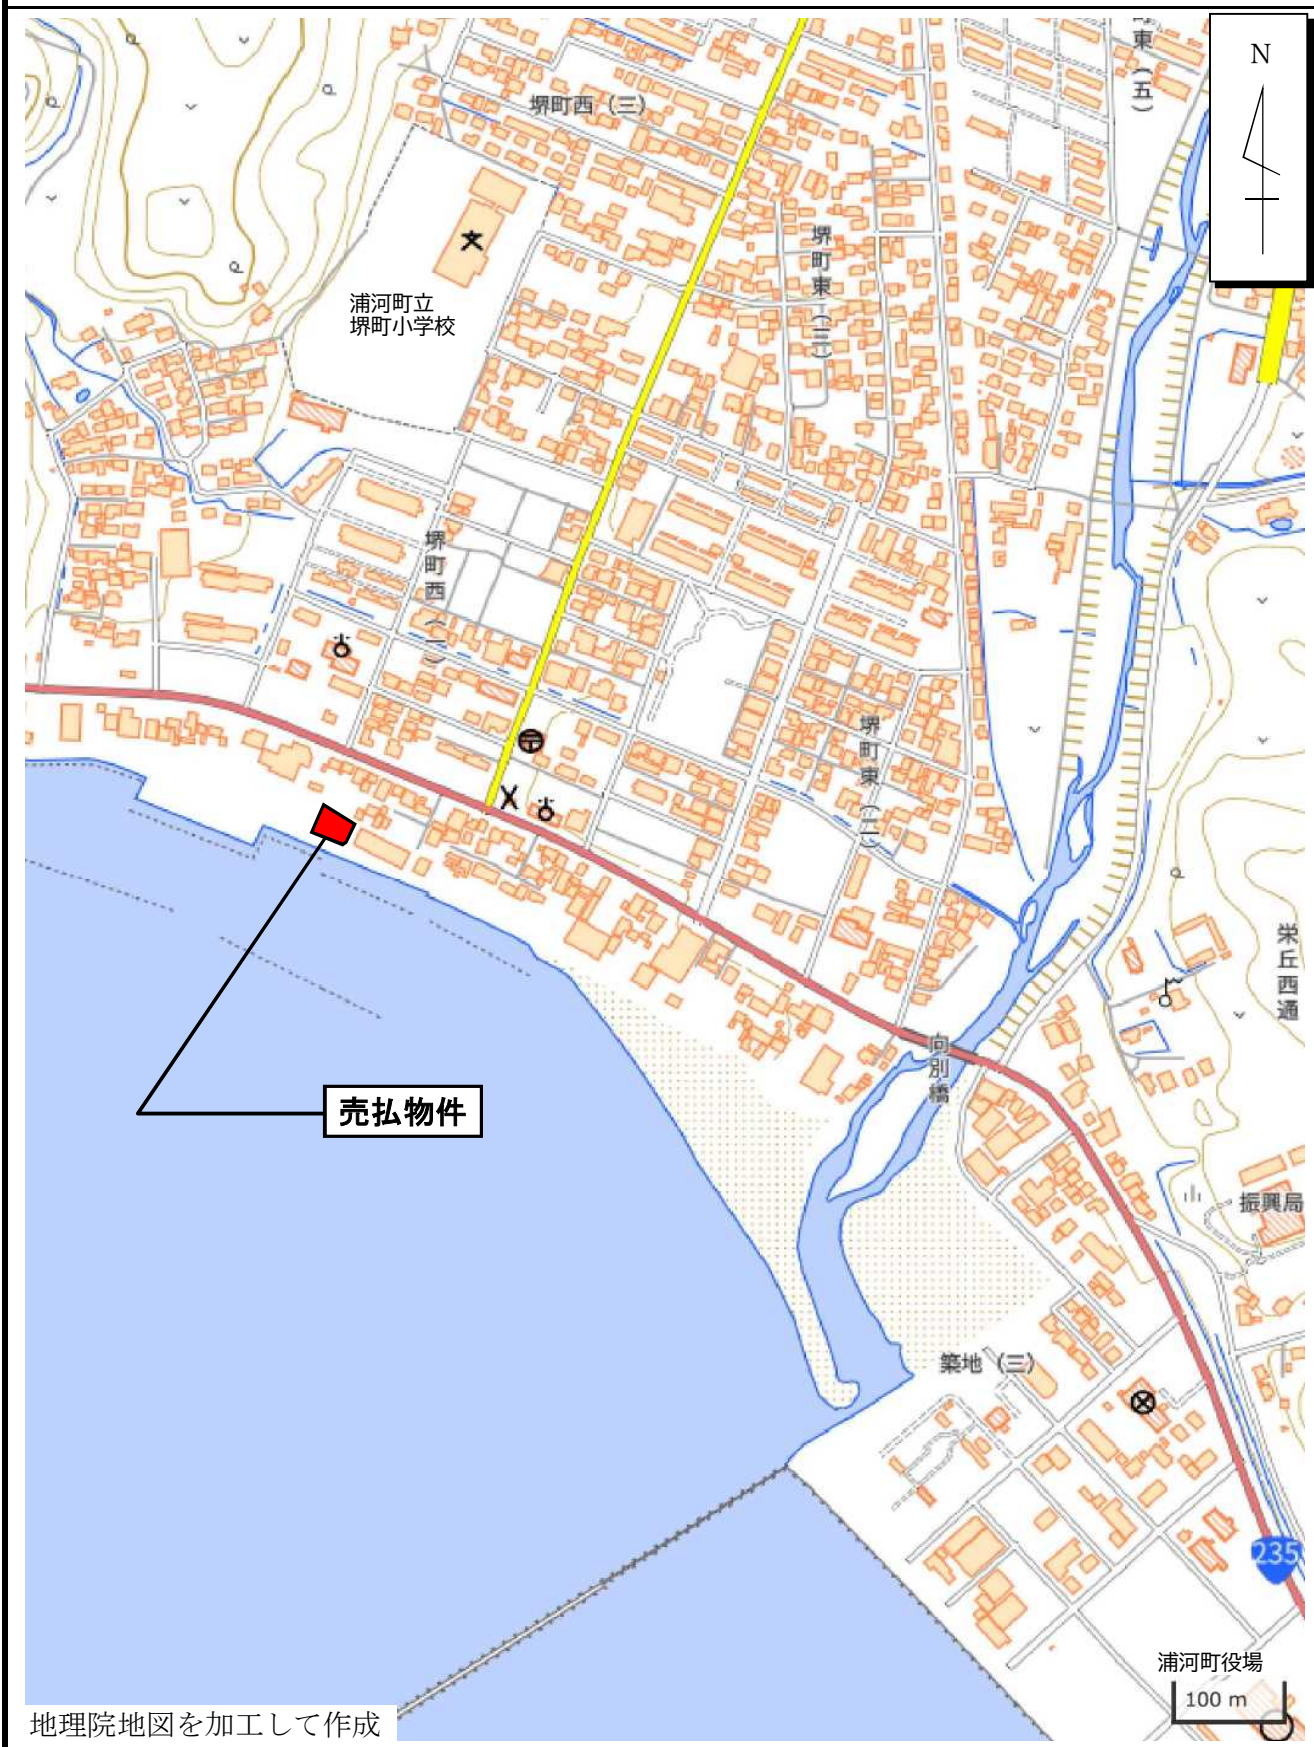 東（五）
N
堺町西（三）
堺町東（三）
浦河町立
堺町小学校
堺町西（一）
堺町東（二）
栄丘西通
向別橋
売払物件
振興局
築地（三）
235
浦河町役場
100 m
地理院地図を加工して作成